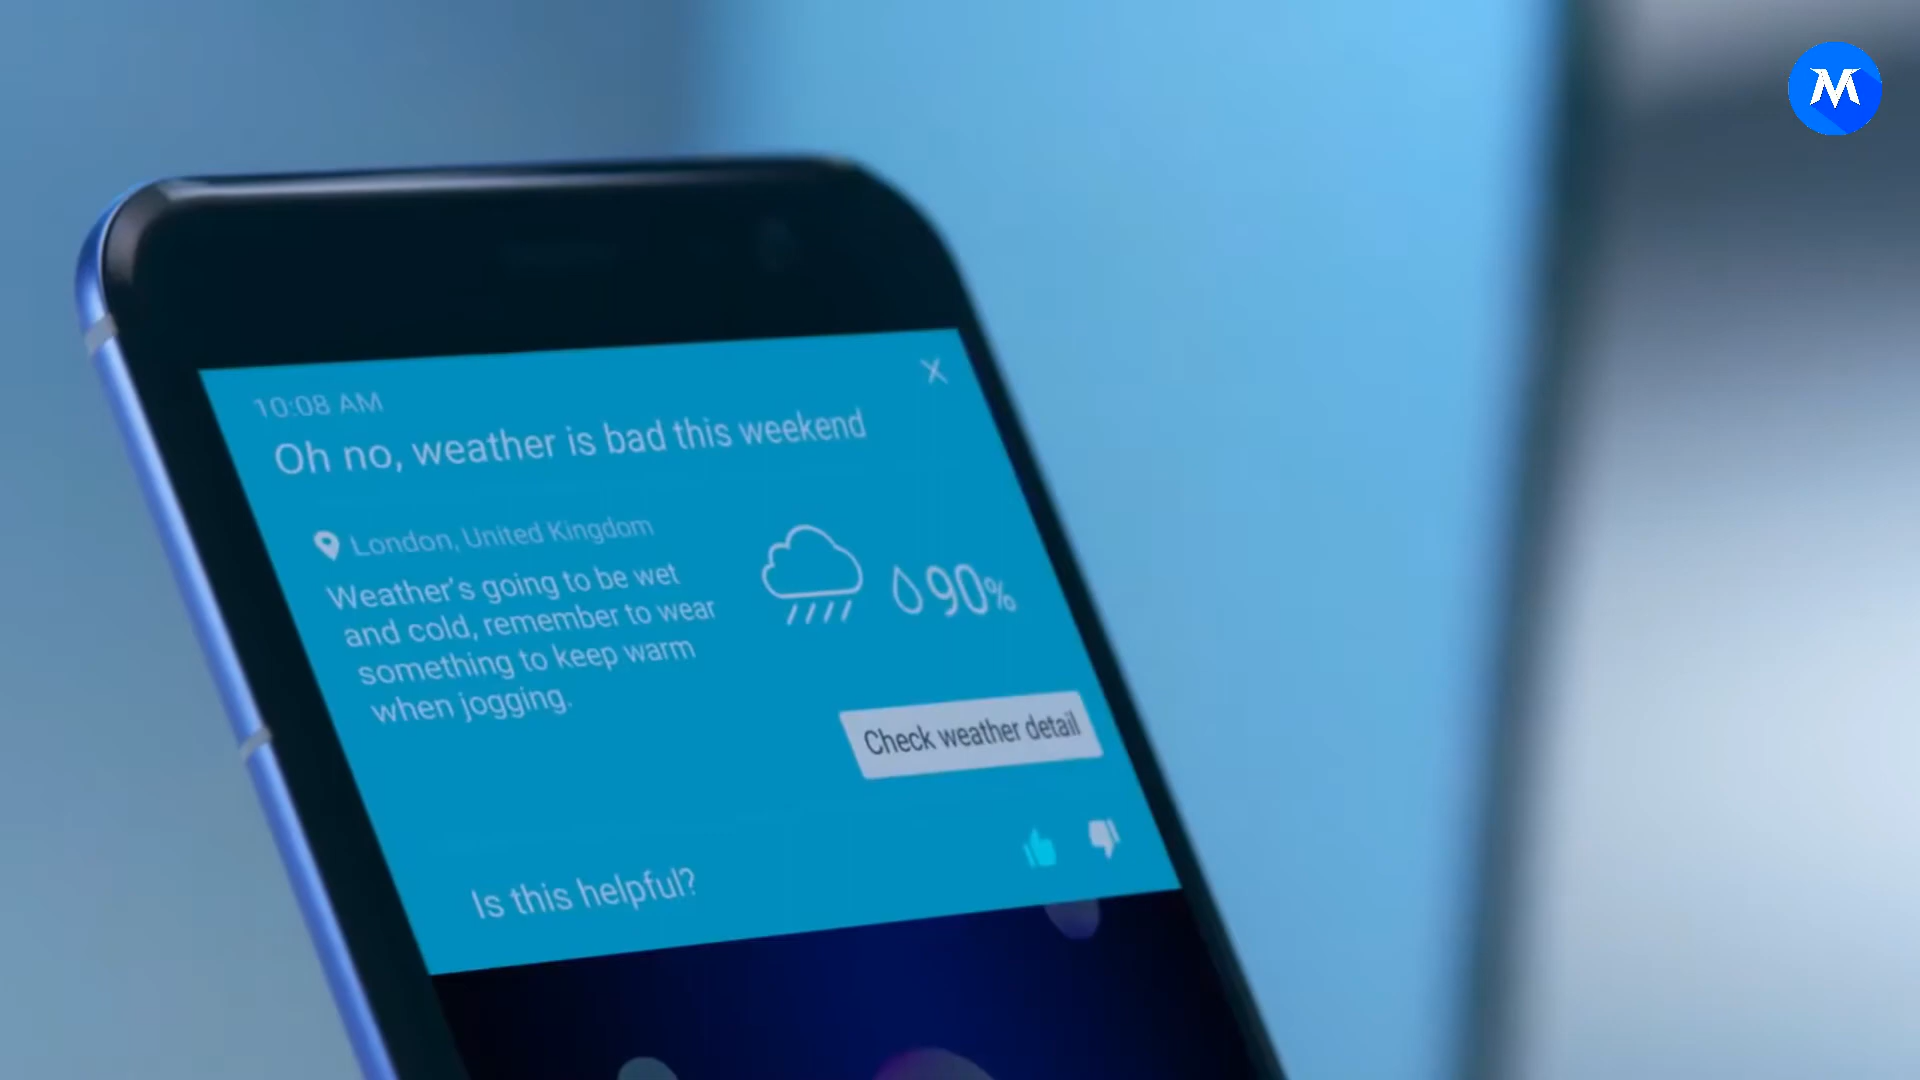 10:08 AM
Oh no, weather is bad this weekend
London, United Kingdom
Weather's going to be wet
and cold, remember to wear
something to keep warm
when jogging.
90%
Check weather detail
Is this helpful?
M